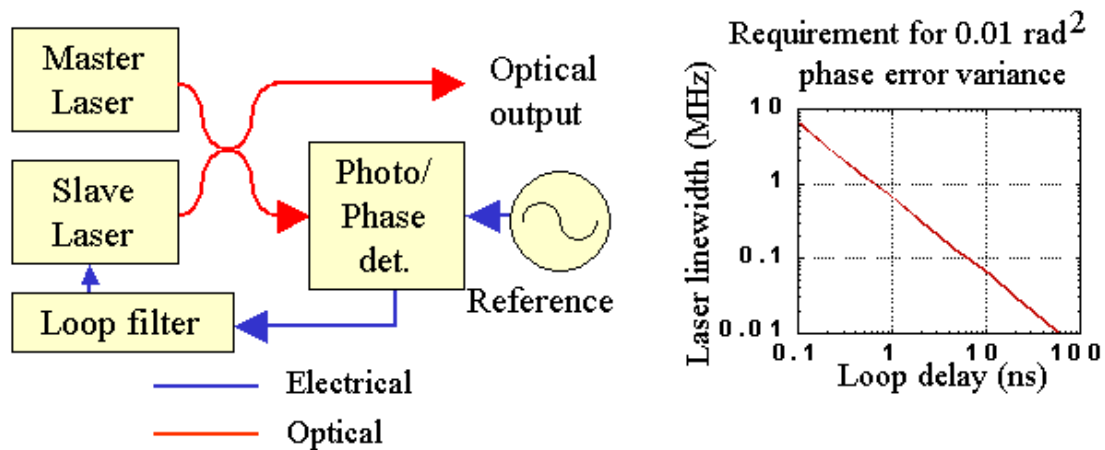 Master
Laser
Slave
Laser
Loop filter
Photo/
Phase
det.
Optical
output
Reference
Electrical
Optical
Requirement for 0.01 rad²
phase error variance
Laser linewidth (MHz)
10
1
0.1
0.01
0.1 1 10 100
Loop delay (ns)